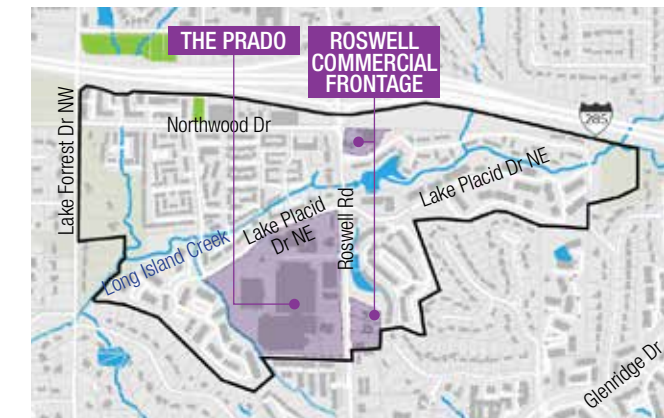 THE PRADO
ROSWELL
COMMERCIAL
FRONTAGE
Lake Forrest Dr NW
Northwood Dr
285
Lake Placid Dr NE
Lake Placid
Dr NE
Roswell Rd
Long Island Creek
Glenridge Dr